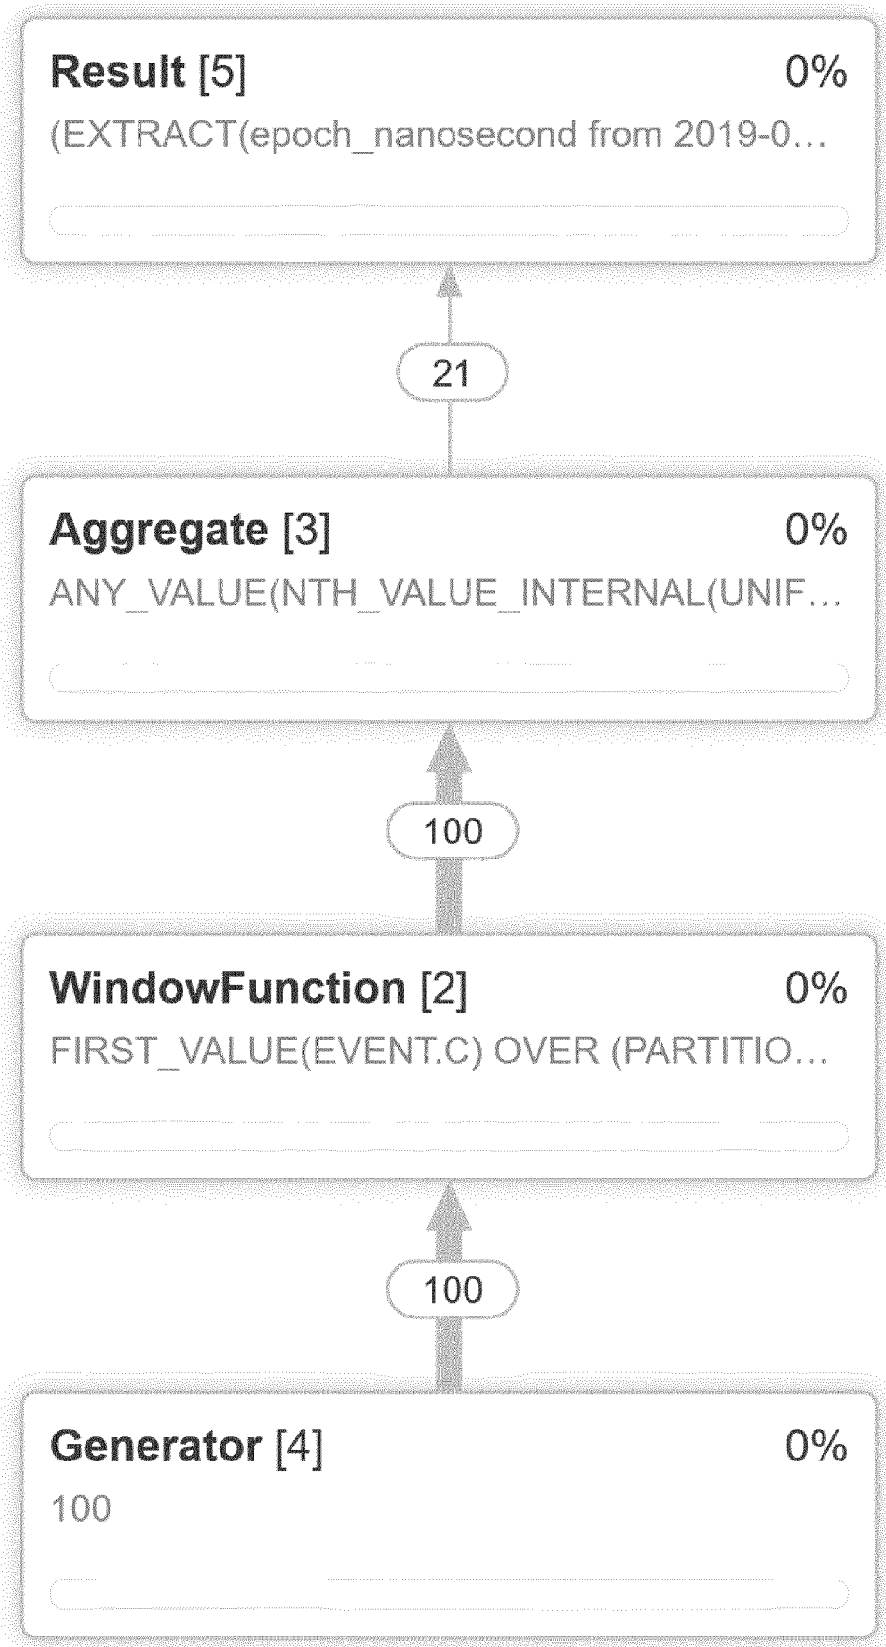 Result [5] 0%
(EXTRACT(epoch_nanosecond from 2019-0...
21
Aggregate [3] 0%
ANY_VALUE(NTH_VALUE_INTERNAL(UNIF...
100
WindowFunction [2] 0%
FIRST_VALUE(EVENT.C) OVER (PARTITIO...
100
Generator [4] 0%
100